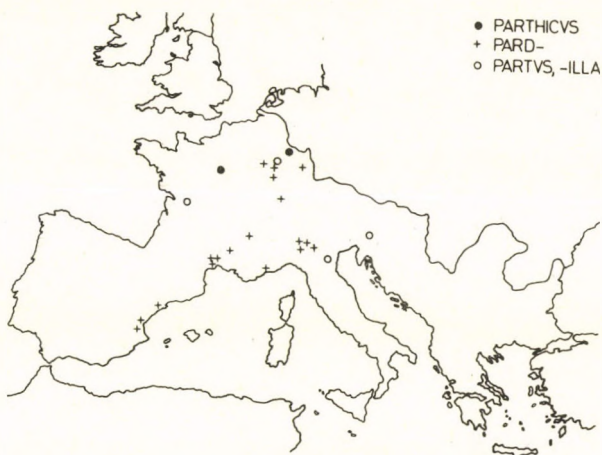 ● PARTHICVS
+ PARD-
○ PARTVS, -ILLA